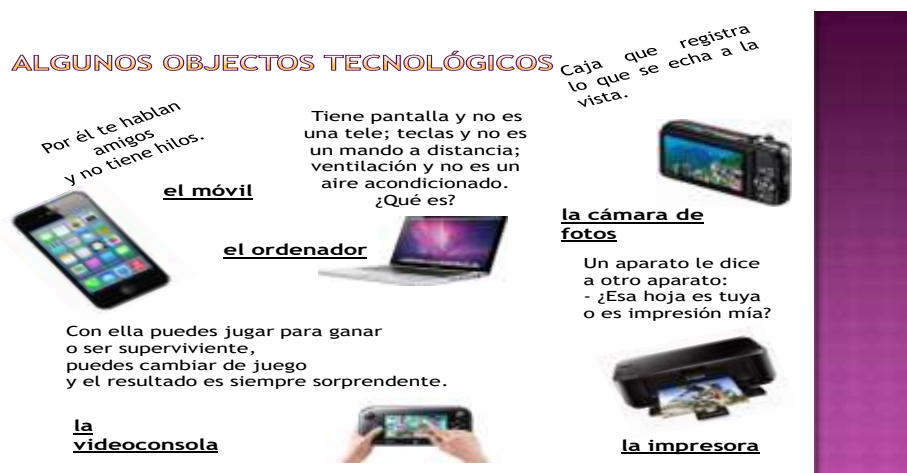 ALGUNOS OBJECTOS TECNOLÓGICOS
Caja que registra
lo que se echa a la
vista.
Por él te hablan
amigos
y no tiene hilos.
el móvil
Tiene pantalla y no es
una tele; teclas y no es
un mando a distancia;
ventilación y no es un
aire acondicionado.
¿Qué es?
el ordenador
la cámara de
fotos
Un aparato le dice
a otro aparato:
- ¿Esa hoja es tuya
o es impresión mía?
Con ella puedes jugar para ganar
o ser superviviente,
puedes cambiar de juego
y el resultado es siempre sorprendente.
la
videoconsola
la impresora